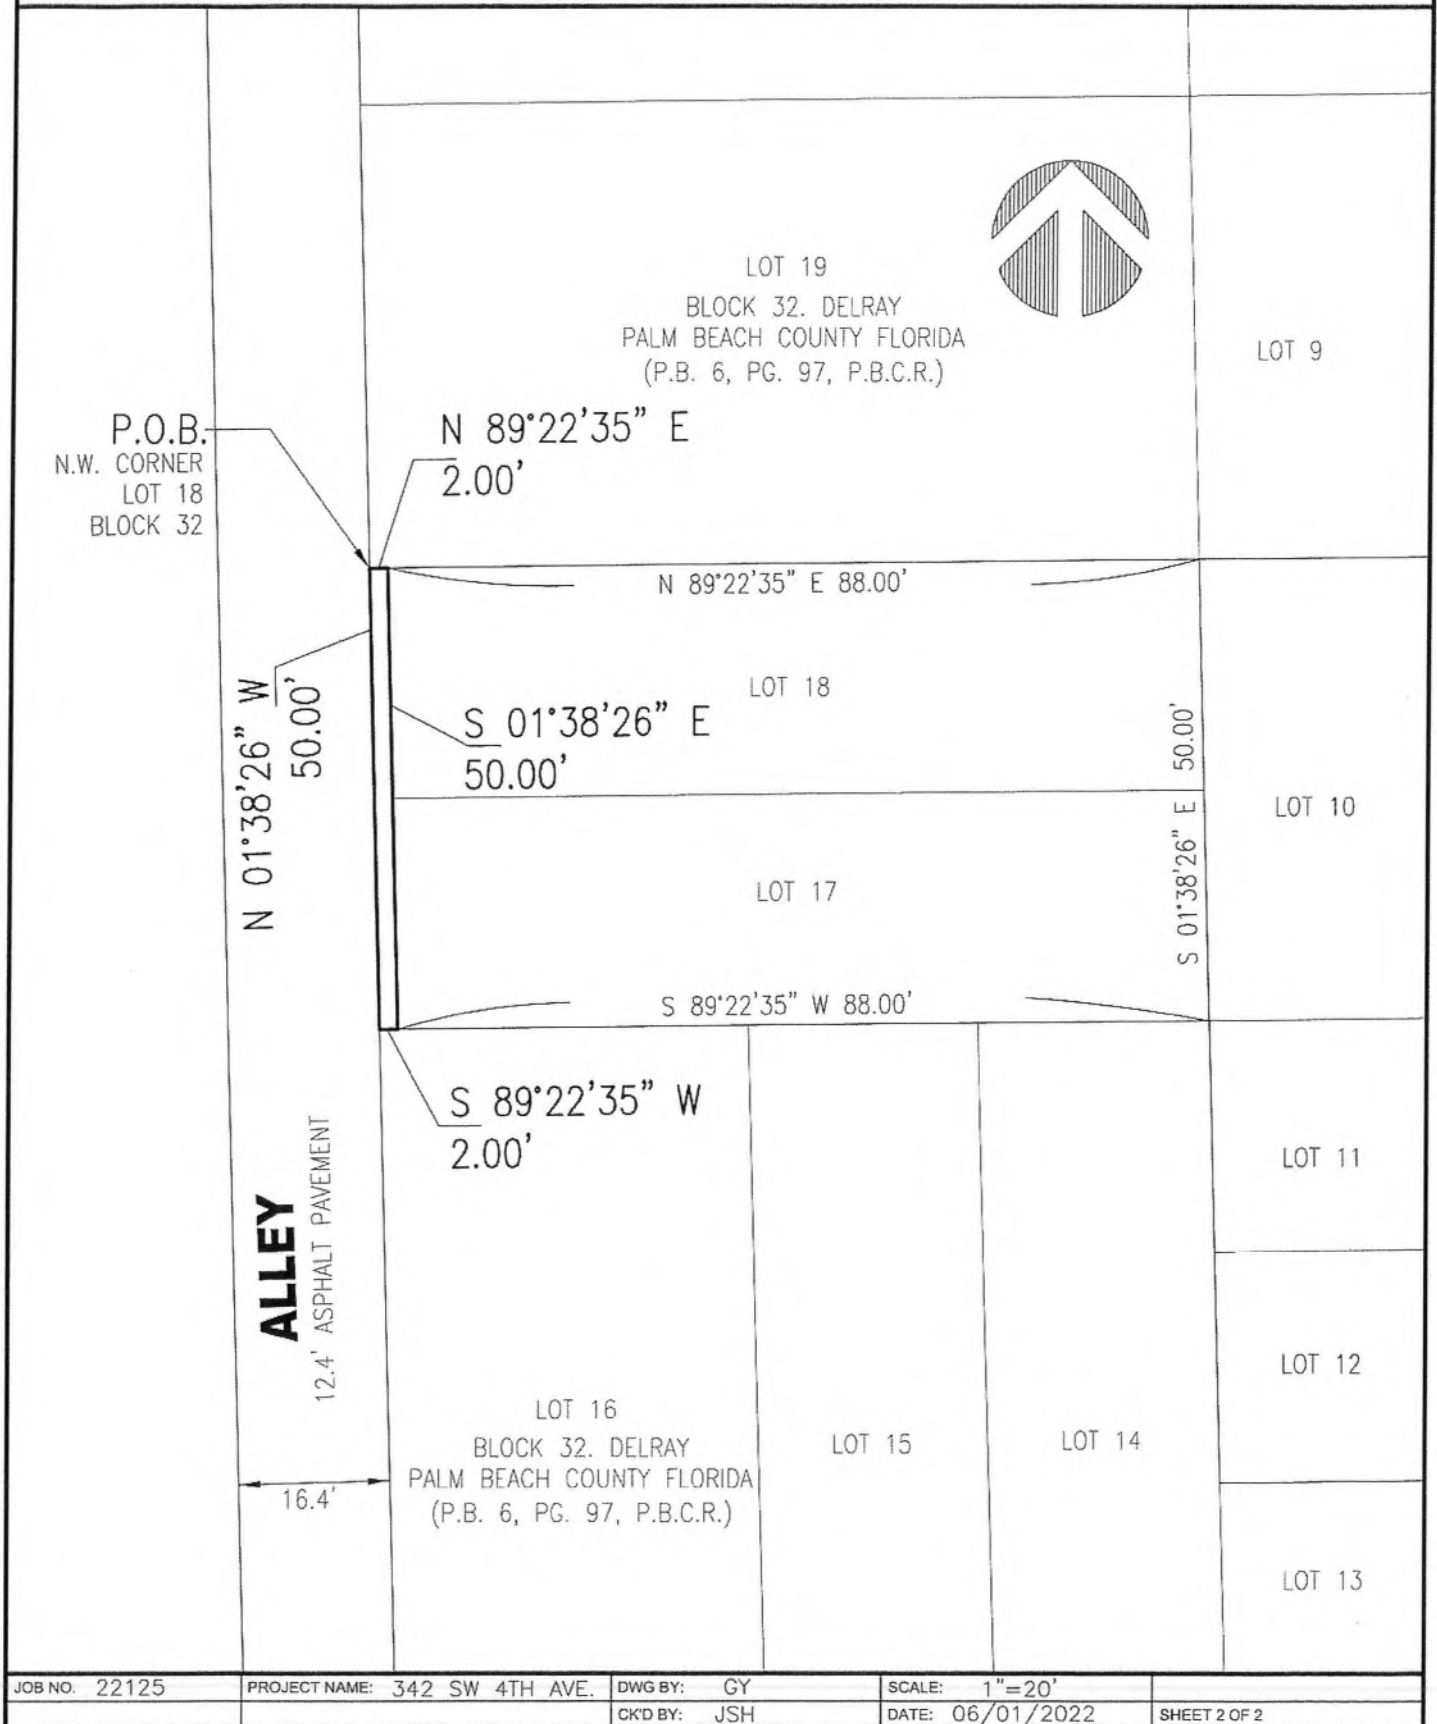 LOT 19
BLOCK 32. DELRAY
PALM BEACH COUNTY FLORIDA
(P.B. 6, PG. 97, P.B.C.R.)
LOT 9
P.O.B.
N.W. CORNER
LOT 18
BLOCK 32
N 89°22'35" E
2.00'
N 89°22'35" E 88.00'
N 01°38'26" W
50.00'
LOT 18
S 01°38'26" E
50.00'
S 01°38'26" E 50.00'
LOT 10
LOT 17
S 89°22'35" W 88.00'
S 89°22'35" W
2.00'
ALLEY
12.4' ASPHALT PAVEMENT
16.4'
LOT 11
LOT 12
LOT 16
BLOCK 32. DELRAY
PALM BEACH COUNTY FLORIDA
(P.B. 6, PG. 97, P.B.C.R.)
LOT 15
LOT 14
LOT 13
JOB NO. 22125 PROJECT NAME: 342 SW 4TH AVE. DWG BY: GY SCALE: 1"=20'
CK'D BY: JSH DATE: 06/01/2022 SHEET 2 OF 2